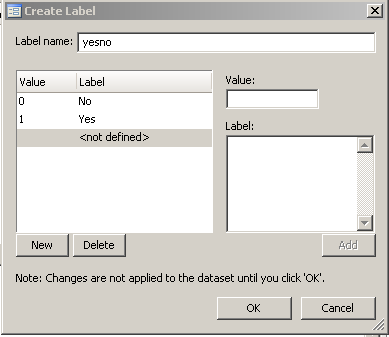 Create Label
Label name: yesno
Value Label
0 No
1 Yes
<not defined>
Value:
Label:
New Delete Add
Note: Changes are not applied to the dataset until you click 'OK'.
OK Cancel